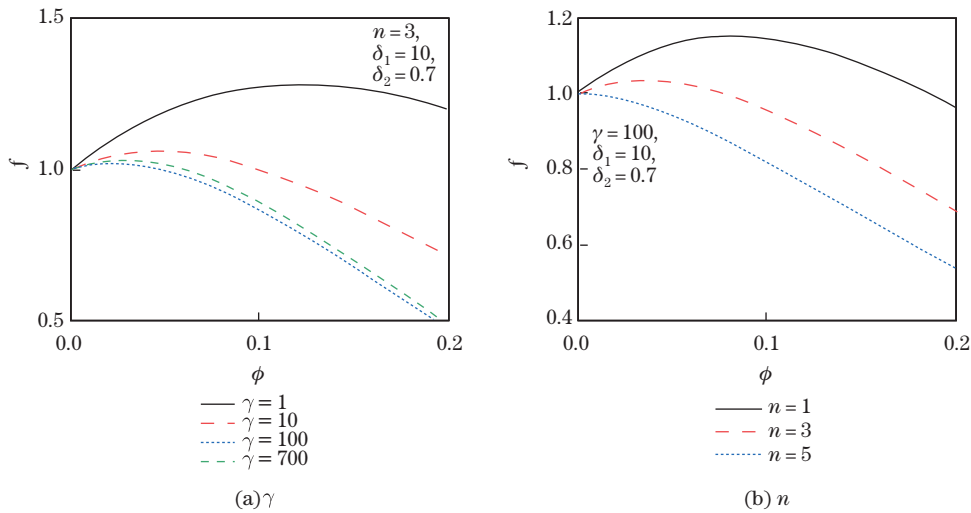 1.5
1.0
0.5
f
n = 3,
δ₁ = 10,
δ₂ = 0.7
0.0
0.1
0.2
ϕ
γ = 1
γ = 10
γ = 100
γ = 700
(a) γ
1.2
1.0
0.8
0.6
0.4
f
γ = 100,
δ₁ = 10,
δ₂ = 0.7
0.0
0.1
0.2
ϕ
n = 1
n = 3
n = 5
(b) n